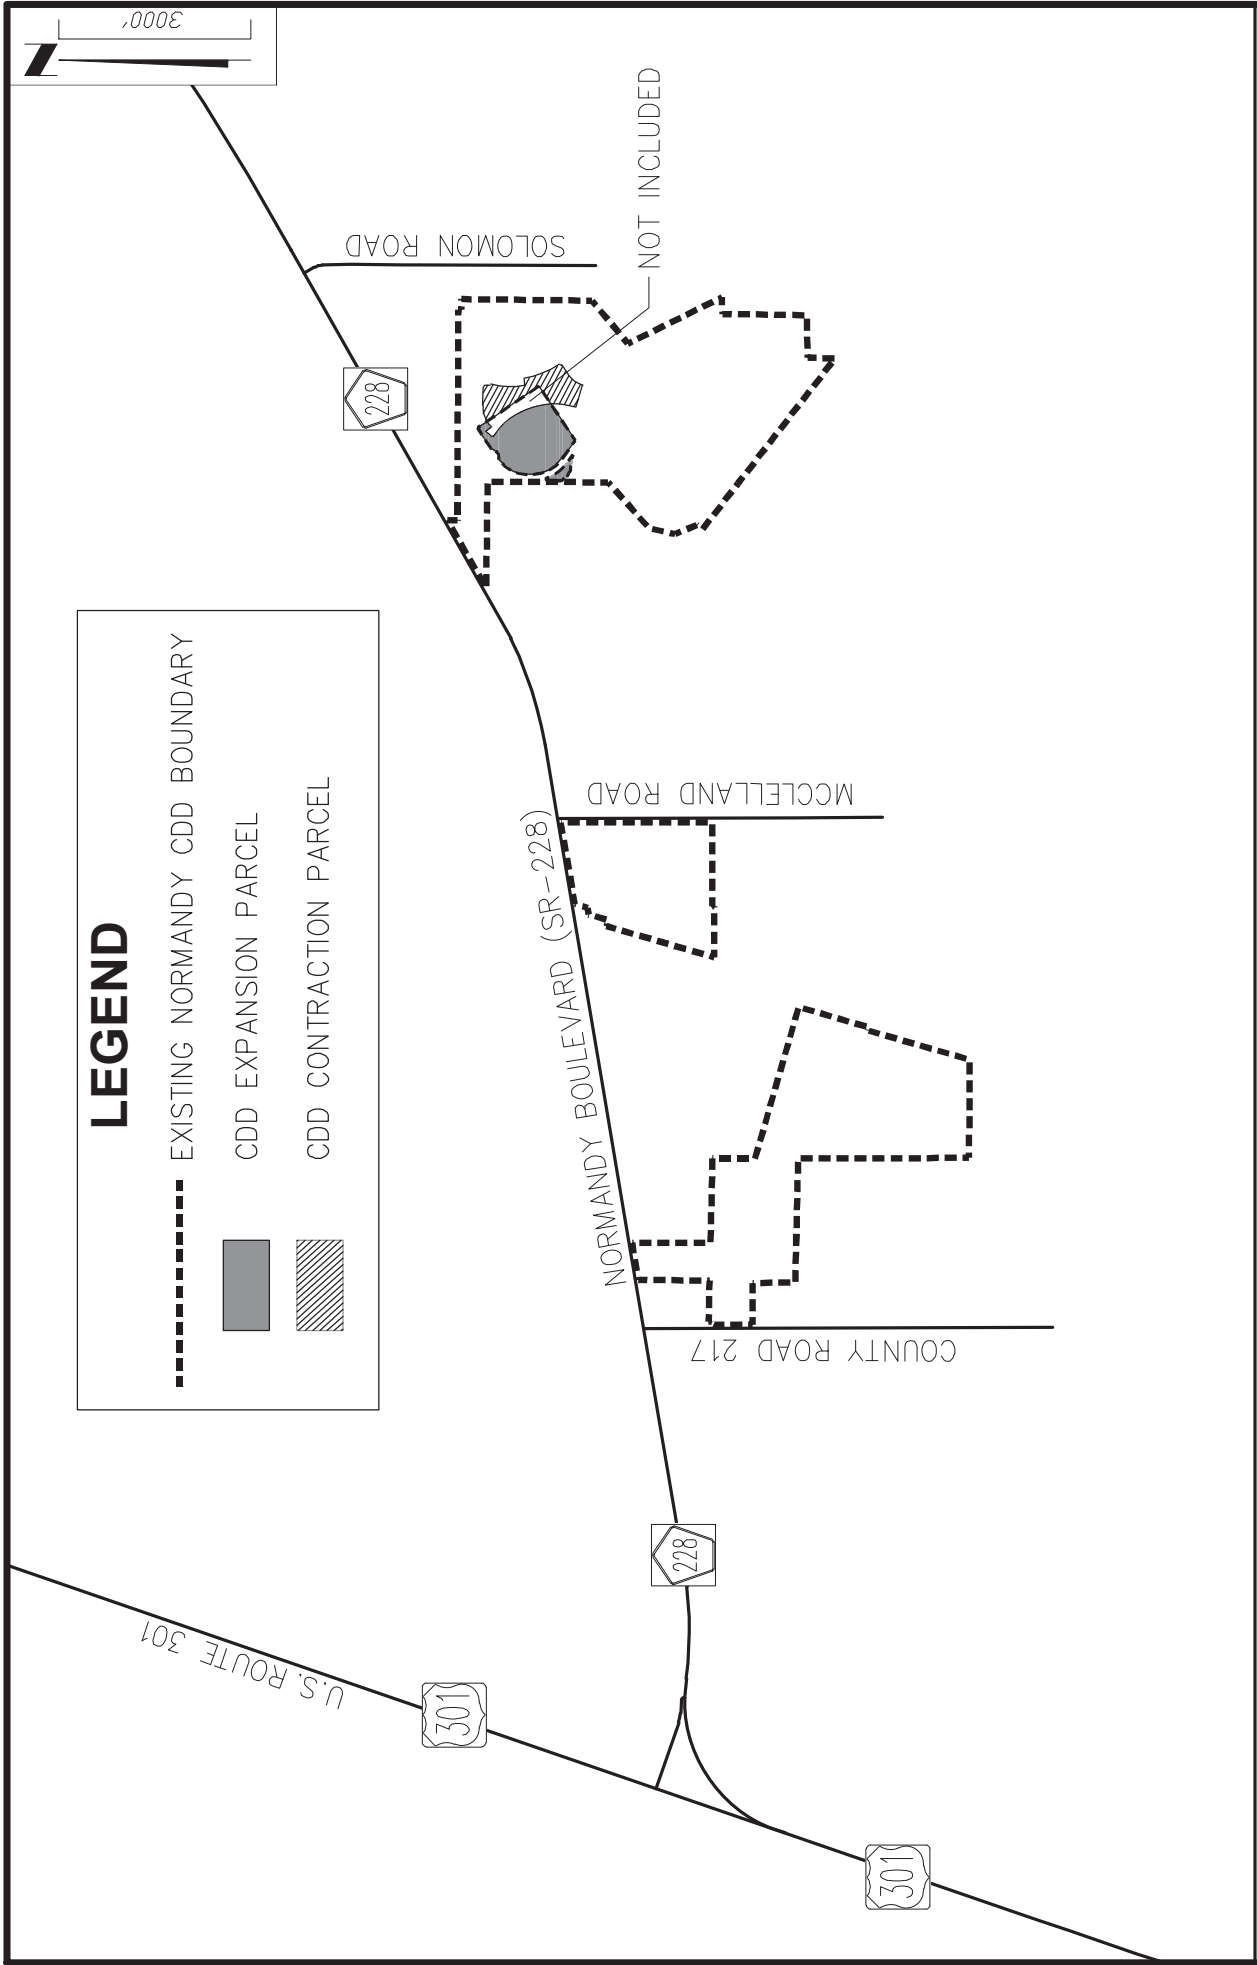 LEGEND
EXISTING NORMANDY CDD BOUNDARY
CDD EXPANSION PARCEL
CDD CONTRACTION PARCEL
3000'
N
U.S. ROUTE 301
301
301
228
NORMANDY BOULEVARD (SR-228)
COUNTY ROAD 217
MCCLELLAND ROAD
228
SOLOMON ROAD
NOT INCLUDED